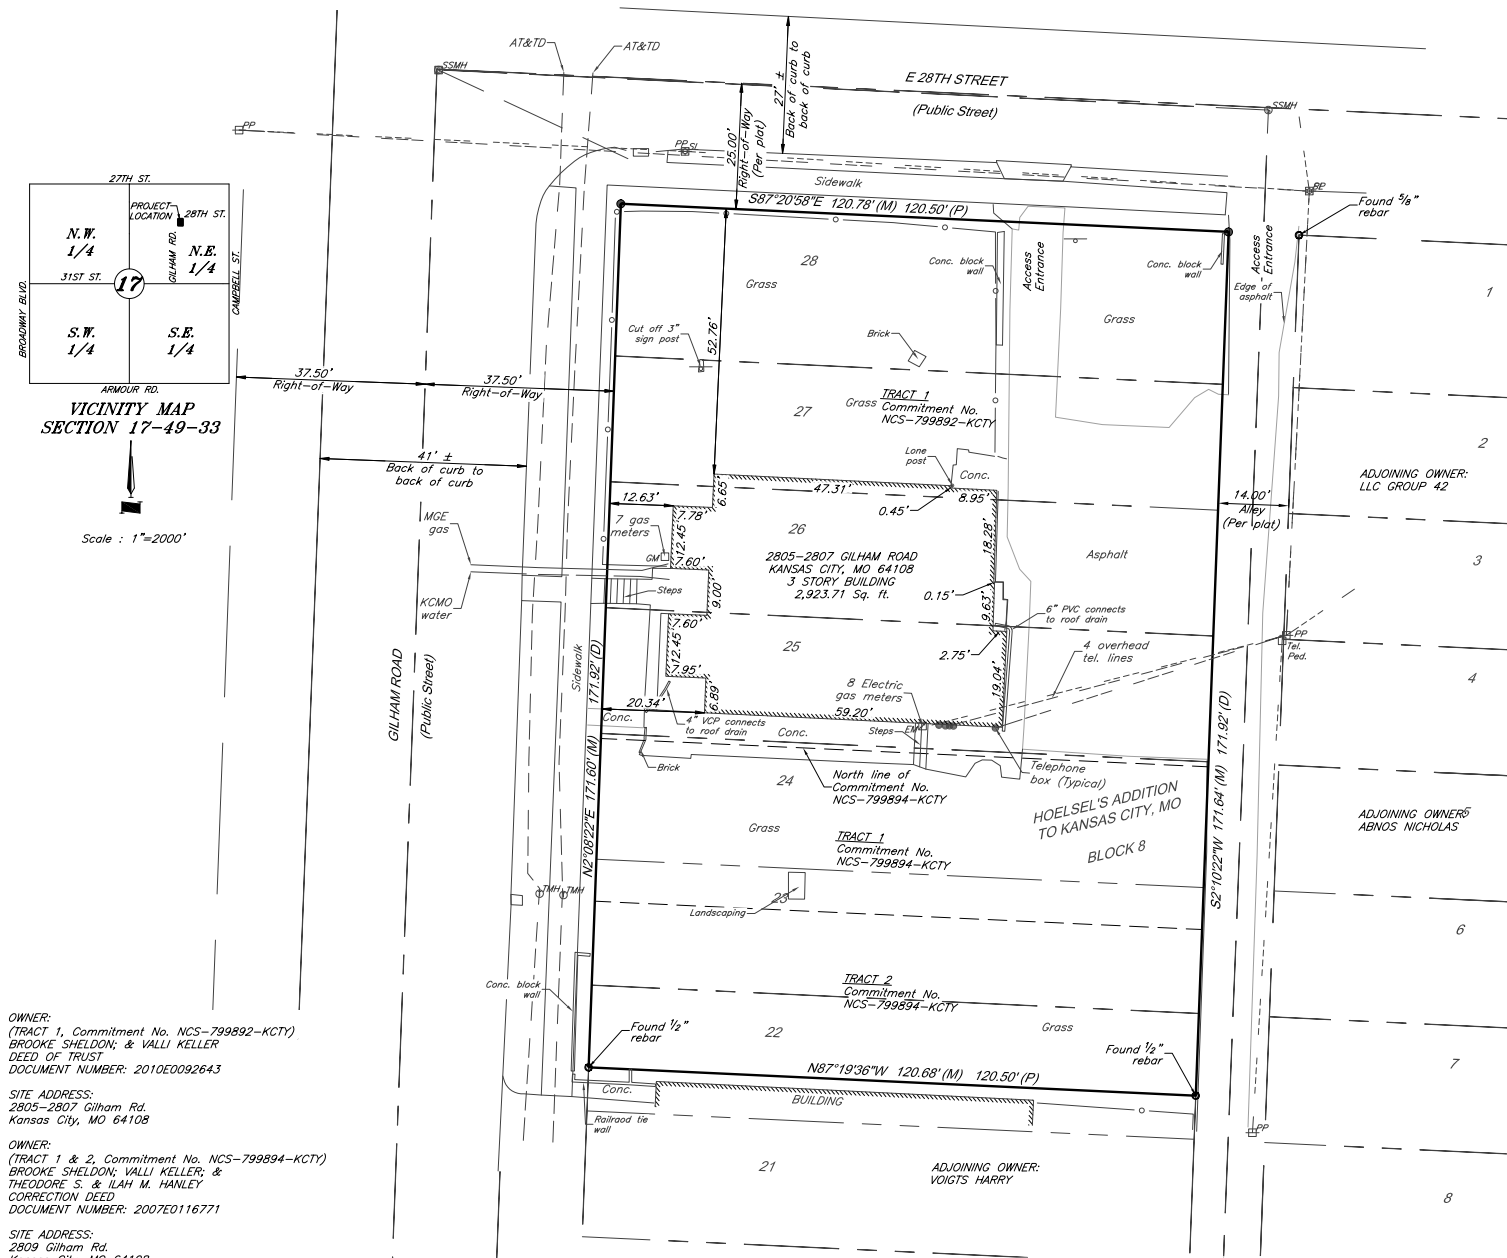 AT&TD
AT&TD
SSMH
27' ±
Back of curb to
back of curb
E 28TH STREET
(Public Street)
SSMH
PP
PP
SL
25.00'
Right-of-Way
(Per plat)
Sidewalk
PP
Found 5/8"
rebar
S87°20'58"E 120.78' (M) 120.50' (P)
27TH ST.
PROJECT
LOCATION
28TH ST.
N.W.
1/4
GILHAM RD.
N.E.
1/4
31ST ST.
17
BROADWAY BLVD.
CAMPBELL ST.
S.W.
1/4
S.E.
1/4
ARMOUR RD.
VICINITY MAP
SECTION 17-49-33
Scale : 1"=2000'
28
Grass
Conc. block
wall
Access
Entrance
Conc. block
wall
Access
Entrance
Edge of
asphalt
1
Grass
Cut off 3"
sign post
52.76'
Brick
37.50'
Right-of-Way
37.50'
Right-of-Way
27
Grass
TRACT 1
Commitment No.
NCS-799892-KCTY
2
41' ±
Back of curb to
back of curb
Lone
post
Conc.
ADJOINING OWNER:
LLC GROUP 42
12.63'
6.65'
47.31'
8.95'
0.45'
14.00'
Alley
(Per plat)
MGE
gas
7 gas
meters
GM
7.78'
12.45'
7.60'
26
18.28'
2805-2807 GILHAM ROAD
KANSAS CITY, MO 64108
3 STORY BUILDING
2,923.71 Sq. ft.
Asphalt
3
KCMO
water
Steps
9.00'
0.15'
9.63'
6" PVC connects
to roof drain
7.60'
12.45'
7.95'
25
2.75'
4 overhead
tel. lines
PP
Tel.
Ped.
GILHAM ROAD
(Public Street)
Sidewalk
171.92' (D)
N2°08'22"E 171.60' (M)
20.34'
6.89'
19.04'
8 Electric
gas meters
4
59.20'
Conc.
4" VCP connects
to roof drain
Conc.
Steps
EM
S2°10'22"W 171.64' (M) 171.92' (D)
Brick
24
North line of
Commitment No.
NCS-799894-KCTY
Telephone
box (Typical)
HOELSEL'S ADDITION
TO KANSAS CITY, MO
BLOCK 8
ADJOINING OWNER:
ABNOS NICHOLAS
5
Grass
TRACT 1
Commitment No.
NCS-799894-KCTY
TMH
TMH
23
Landscaping
6
Conc. block
wall
TRACT 2
Commitment No.
NCS-799894-KCTY
22
Grass
Found 1/2"
rebar
Found 1/2"
rebar
7
N87°19'36"W 120.68' (M) 120.50' (P)
Conc.
BUILDING
Railraod tie
wall
PP
21
ADJOINING OWNER:
VOIGTS HARRY
8
OWNER:
(TRACT 1, Commitment No. NCS-799892-KCTY)
BROOKE SHELDON; & VALLI KELLER
DEED OF TRUST
DOCUMENT NUMBER: 2010E0092643
SITE ADDRESS:
2805-2807 Gilham Rd.
Kansas City, MO 64108
OWNER:
(TRACT 1 & 2, Commitment No. NCS-799894-KCTY)
BROOKE SHELDON; VALLI KELLER; &
THEODORE S. & ILAH M. HANLEY
CORRECTION DEED
DOCUMENT NUMBER: 2007E0116771
SITE ADDRESS:
2809 Gilham Rd.